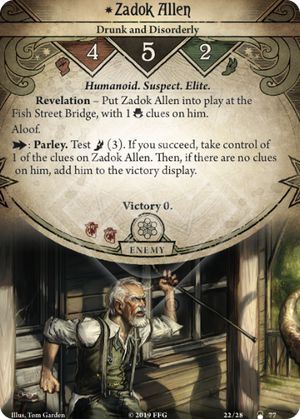 Zadok Allen
Drunk and Disorderly
4 5 2
Humanoid. Suspect. Elite.
Revelation – Put Zadok Allen into play at the
Fish Street Bridge, with 1 clues on him.
Aloof.
: Parley. Test (3). If you succeed, take control of
1 of the clues on Zadok Allen. Then, if there are no clues
on him, add him to the victory display.
Victory 0.
ENEMY
Illus. Tom Garden
© 2019 FFG
22/28
77